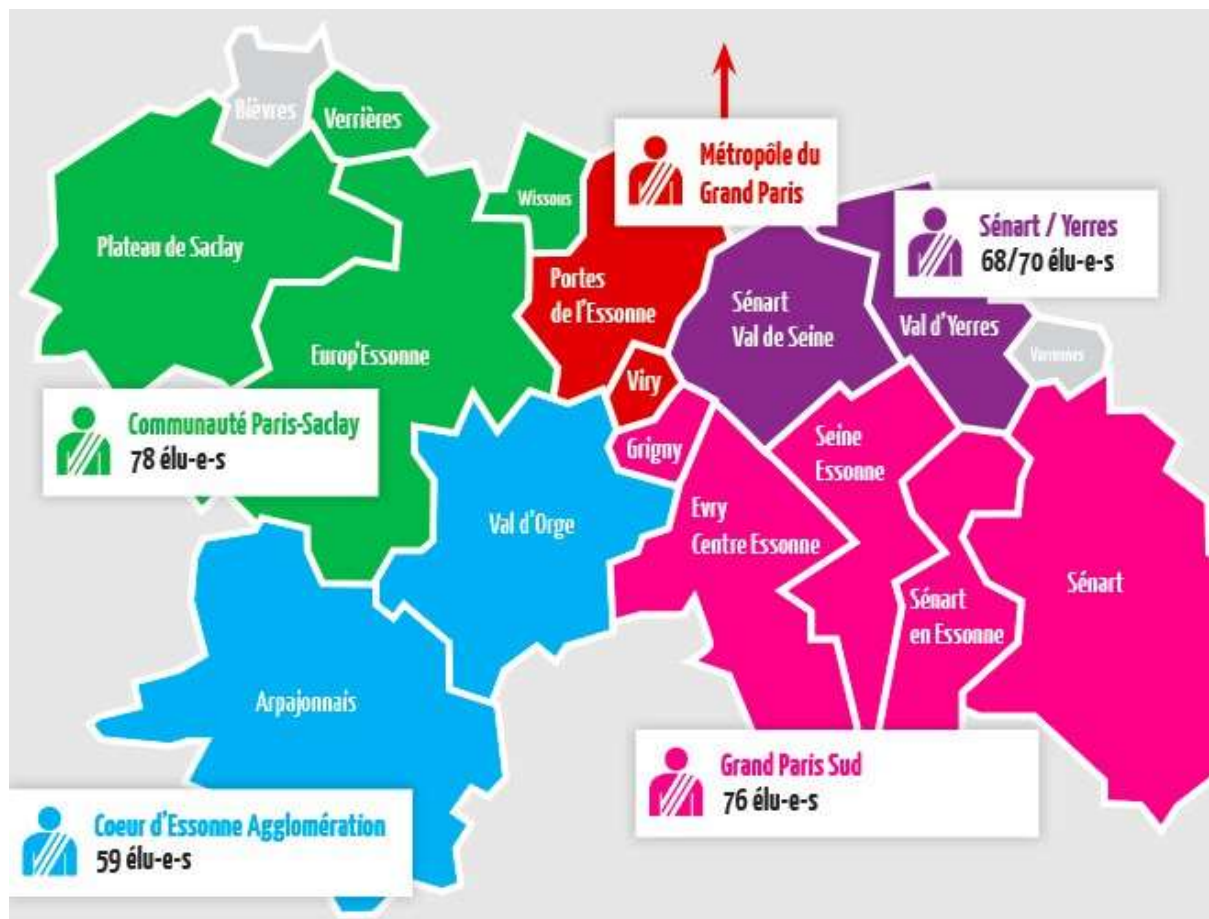 Bièvres
Verrières
Wissous
Métropôle du
Grand Paris
Sénart / Yerres
68/70 élu-e-s
Plateau de Saclay
Portes
de l'Essonne
Sénart
Val de Seine
Val d'Yerres
Varennes
Europ'Essonne
Viry
Communauté Paris-Saclay
78 élu-e-s
Grigny
Seine
Essonne
Val d'Orge
Evry
Centre Essonne
Sénart
en Essonne
Sénart
Arpajonnais
Grand Paris Sud
76 élu-e-s
Coeur d'Essonne Agglomération
59 élu-e-s